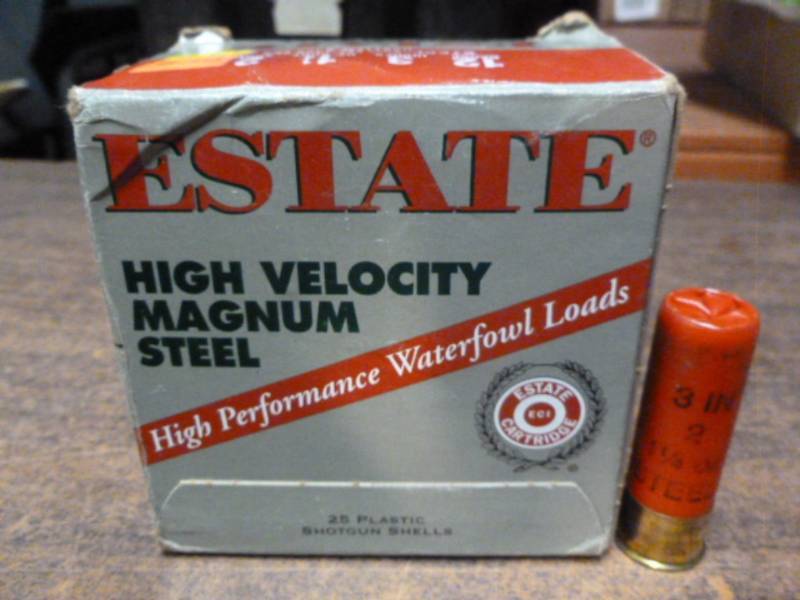 ESTATE®
HIGH VELOCITY
MAGNUM
STEEL
High Performance Waterfowl Loads
ESTATE
ECI
CARTRIDGE
®
25 PLASTIC
SHOTGUN SHELLS
3 IN
2
STEEL